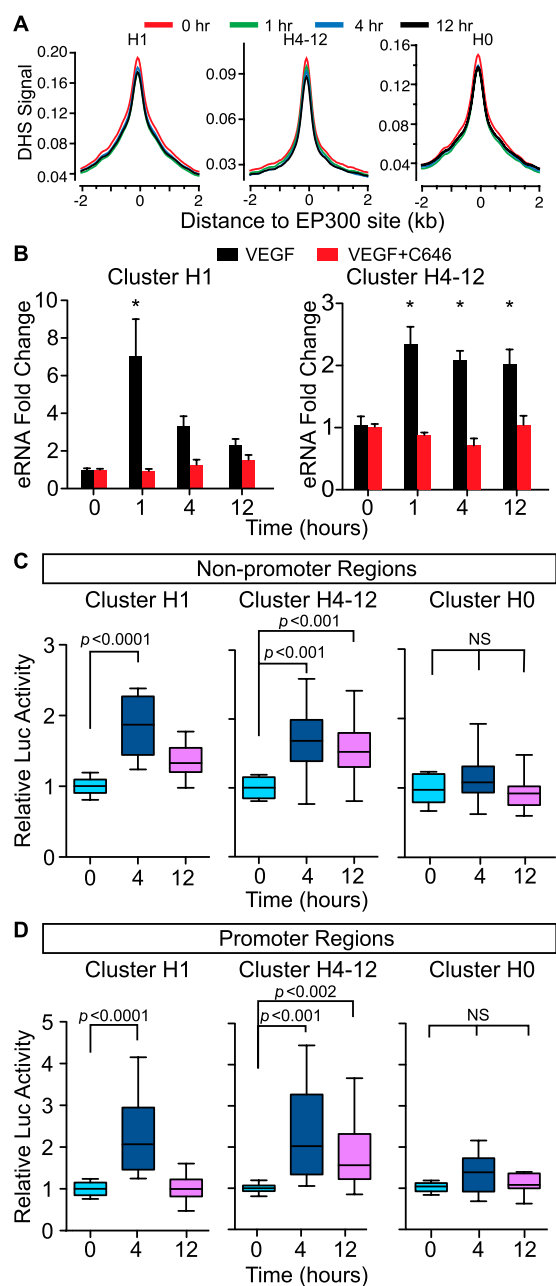 A
0 hr 1 hr 4 hr 12 hr
H1 H4-12 H0
DHS Signal
0.20 0.16 0.12 0.08 0.04
0.09 0.06 0.03
0.16 0.12 0.08 0.04
-2 0 2 -2 0 2 -2 0 2
Distance to EP300 site (kb)
B
VEGF VEGF+C646
Cluster H1 Cluster H4-12
eRNA Fold Change
10 8 6 4 2 0
*
0 1 4 12
eRNA Fold Change
3 2 1 0
* * *
0 1 4 12
Time (hours)
C
Non-promoter Regions
Cluster H1 Cluster H4-12 Cluster H0
Relative Luc Activity
3 2 1 0
p<0.0001
p<0.001
p<0.001
NS
0 4 12 0 4 12 0 4 12
Time (hours)
D
Promoter Regions
Cluster H1 Cluster H4-12 Cluster H0
Relative Luc Activity
5 4 3 2 1 0
p<0.0001
p<0.002
p<0.001
NS
0 4 12 0 4 12 0 4 12
Time (hours)